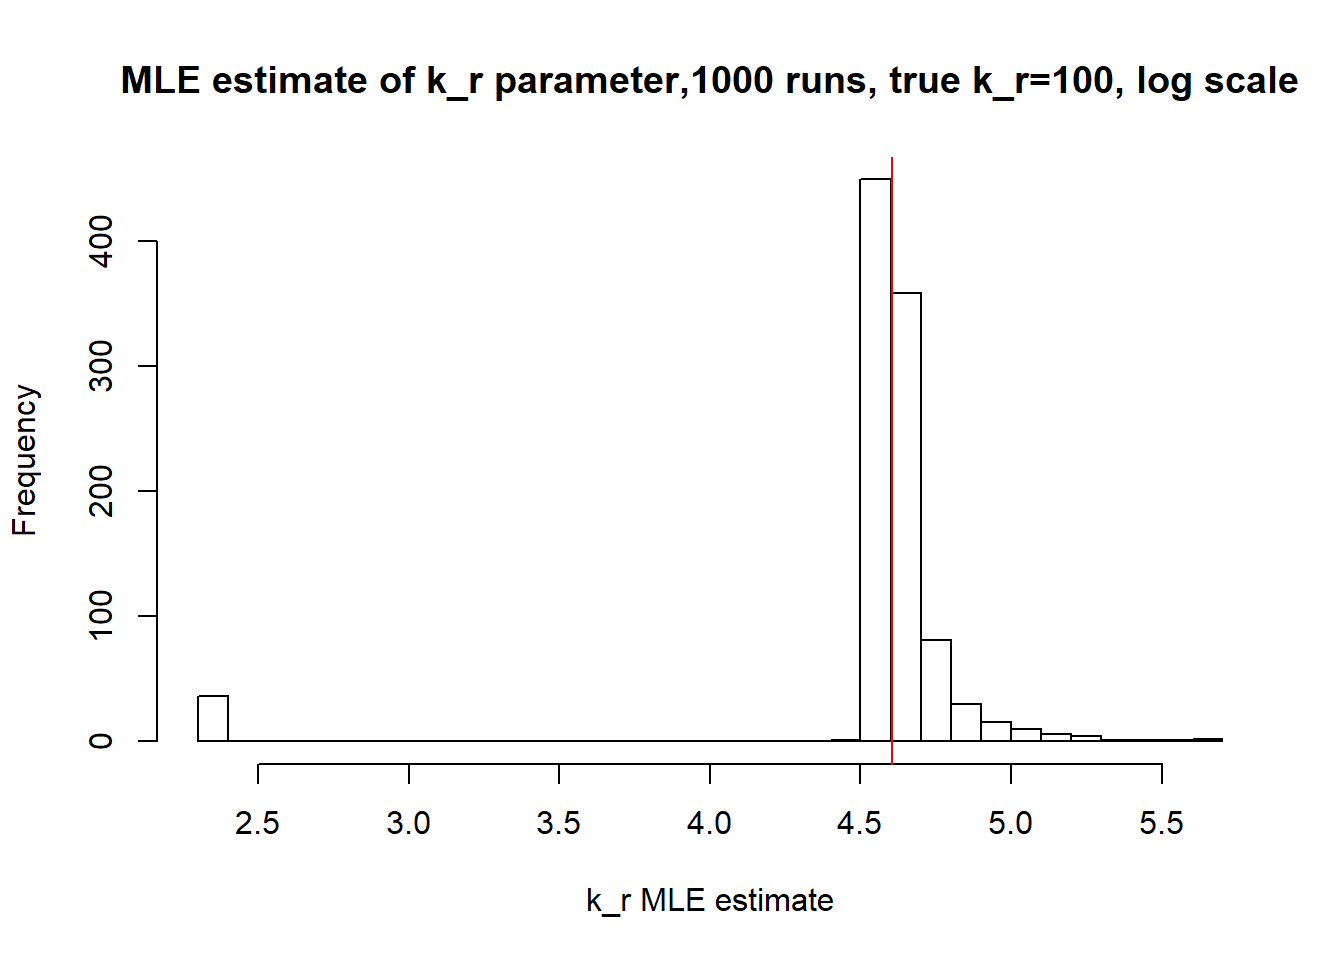 MLE estimate of k_r parameter,1000 runs, true k_r=100, log scale
Frequency
400
300
200
100
0
2.5 3.0 3.5 4.0 4.5 5.0 5.5
k_r MLE estimate